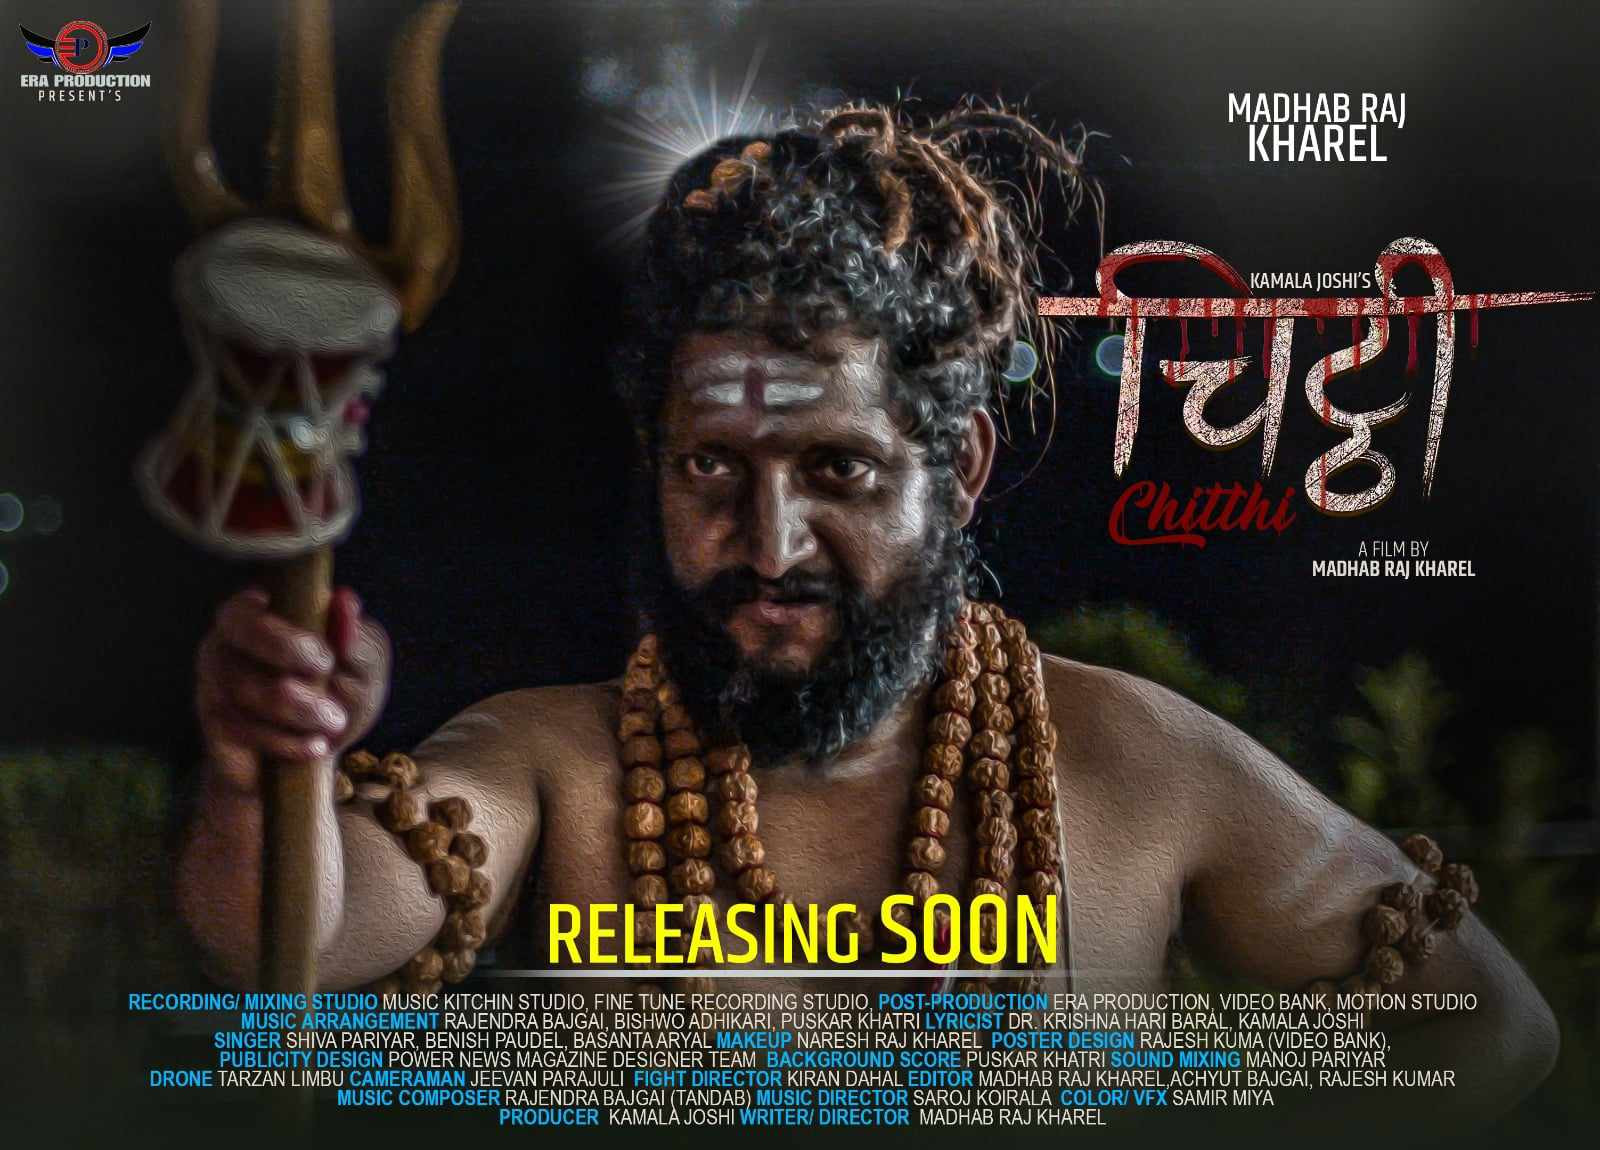 ERA PRODUCTION
PRESENT'S
MADHAB RAJ
KHAREL
KAMALA JOSHI'S
चिट्ठी
Chitthi
A FILM BY
MADHAB RAJ KHAREL
RELEASING SOON
RECORDING/ MIXING STUDIO MUSIC KITCHIN STUDIO, FINE TUNE RECORDING STUDIO, POST-PRODUCTION ERA PRODUCTION, VIDEO BANK, MOTION STUDIO
MUSIC ARRANGEMENT RAJENDRA BAJGAI, BISHWO ADHIKARI, PUSKAR KHATRI LYRICIST DR. KRISHNA HARI BARAL, KAMALA JOSHI
SINGER SHIVA PARIYAR, BENISH PAUDEL, BASANTA ARYAL MAKEUP NARESH RAJ KHAREL POSTER DESIGN RAJESH KUMA (VIDEO BANK),
PUBLICITY DESIGN POWER NEWS MAGAZINE DESIGNER TEAM BACKGROUND SCORE PUSKAR KHATRI SOUND MIXING MANOJ PARIYAR
DRONE TARZAN LIMBU CAMERAMAN JEEVAN PARAJULI FIGHT DIRECTOR KIRAN DAHAL EDITOR MADHAB RAJ KHAREL,ACHYUT BAJGAI, RAJESH KUMAR
MUSIC COMPOSER RAJENDRA BAJGAI (TANDAB) MUSIC DIRECTOR SAROJ KOIRALA COLOR/ VFX SAMIR MIYA
PRODUCER KAMALA JOSHI WRITER/ DIRECTOR MADHAB RAJ KHAREL